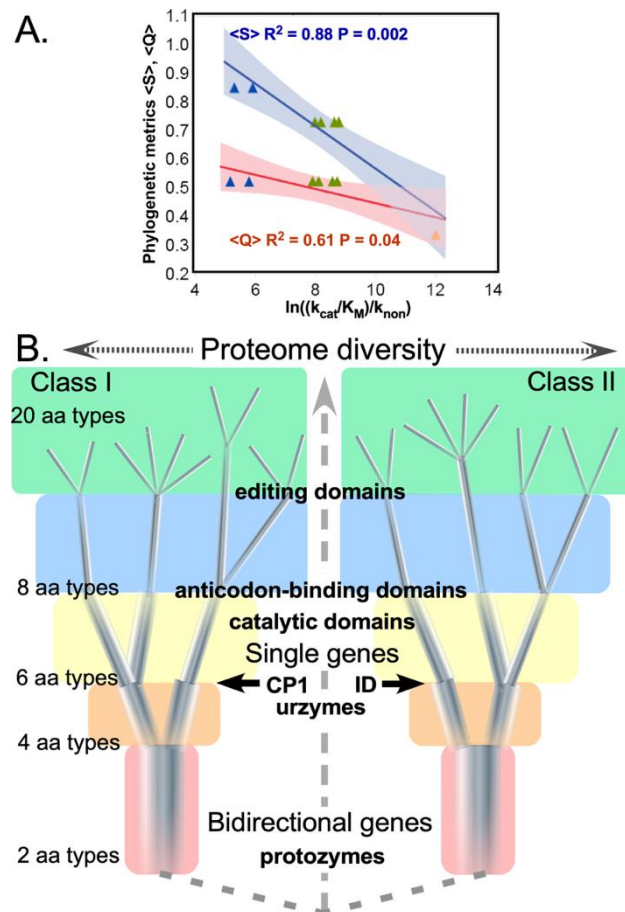 A.
<S> R² = 0.88 P = 0.002
Phylogenetic metrics <S>, <Q>
1.1
1.0
0.9
0.8
0.7
0.6
0.5
0.4
0.3
0.2
<Q> R² = 0.61 P = 0.04
4 6 8 10 12 14
ln((k_cat/K_M)/k_non)
B.
Proteome diversity
Class I Class II
20 aa types
editing domains
8 aa types
anticodon-binding domains
catalytic domains
Single genes
6 aa types
CP1 ID
urzymes
4 aa types
Bidirectional genes
2 aa types
protozymes